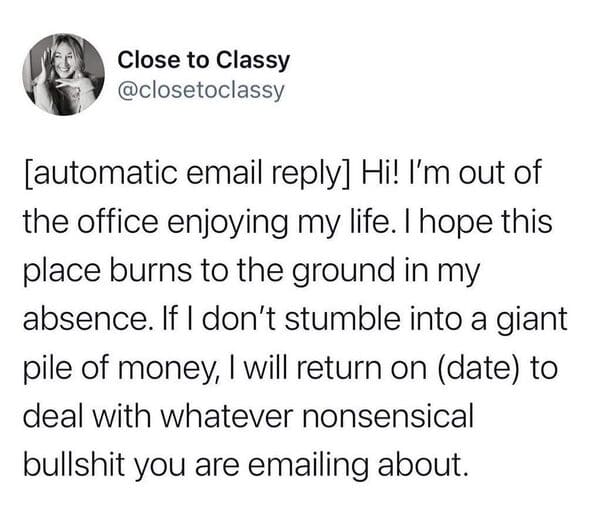 Close to Classy
@closetoclassy
[automatic email reply] Hi! I’m out of
the office enjoying my life. I hope this
place burns to the ground in my
absence. If I don’t stumble into a giant
pile of money, I will return on (date) to
deal with whatever nonsensical
bullshit you are emailing about.